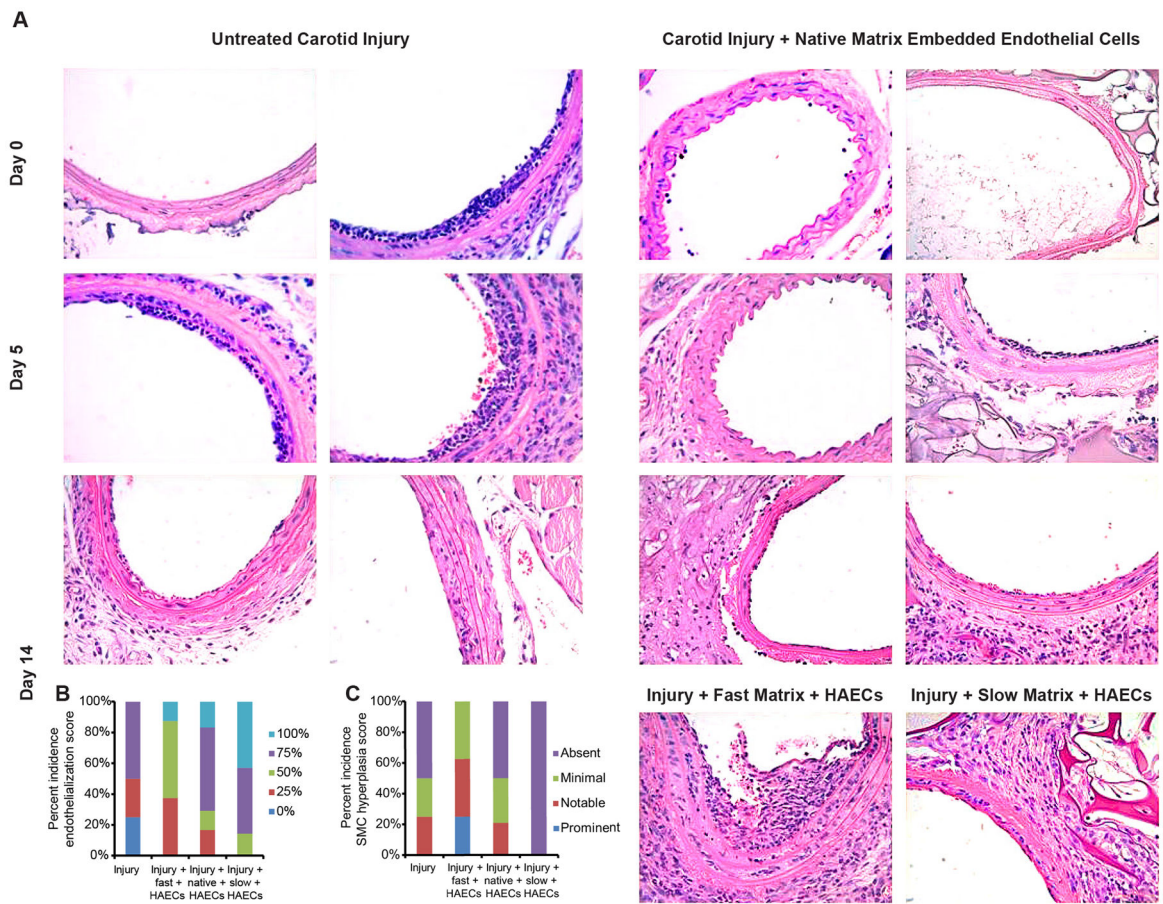 A
Untreated Carotid Injury
Carotid Injury + Native Matrix Embedded Endothelial Cells
Day 0
Day 5
Day 14
B
Percent indidence
endothelialization score
100%
80%
60%
40%
20%
0%
Injury
Injury +
fast +
HAECs
Injury +
native +
HAECs
Injury +
slow +
HAECs
100%
75%
50%
25%
0%
C
Percent incidence
SMC hyperplasia score
100%
80%
60%
40%
20%
0%
Injury
Injury +
fast +
HAECs
Injury +
native +
HAECs
Injury +
slow +
HAECs
Absent
Minimal
Notable
Prominent
Injury + Fast Matrix + HAECs
Injury + Slow Matrix + HAECs